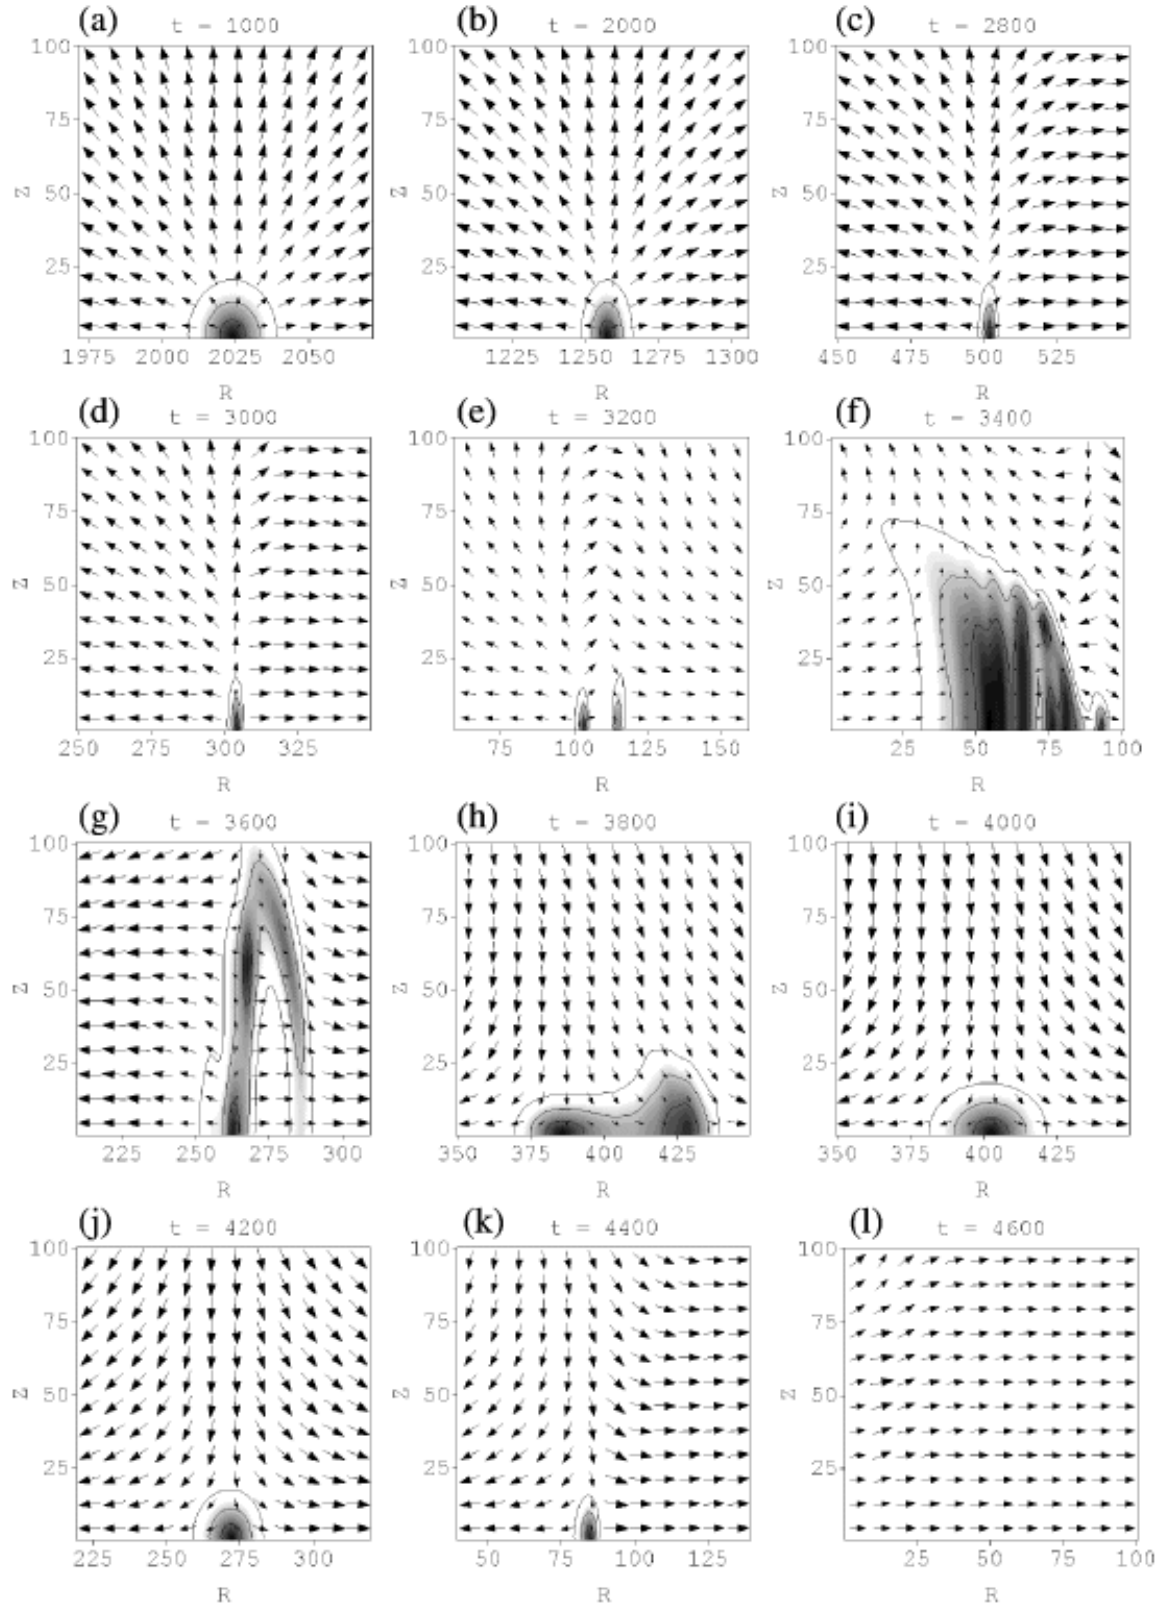 (a) t - 1000 (b) t - 2000 (c) t - 2800
100 100 100
75 75 75
Z 50 Z 50 Z 50
25 25 25
1975 2000 2025 2050 1225 1250 1275 1300 450 475 500 525
R R R
(d) t = 3000 (e) t = 3200 (f) t - 3400
100 100 100
75 75 75
Z 50 Z 50 Z 50
25 25 25
250 275 300 325 75 100 125 150 25 50 75 100
R R R
(g) t - 3600 (h) t - 3800 (i) t - 4000
100 100 100
75 75 75
Z 50 Z 50 Z 50
25 25 25
225 250 275 300 350 375 400 425 350 375 400 425
R R R
(j) t = 4200 (k) t = 4400 (l) t = 4600
100 100 100
75 75 75
Z 50 Z 50 Z 50
25 25 25
225 250 275 300 50 75 100 125 25 50 75 100
R R R